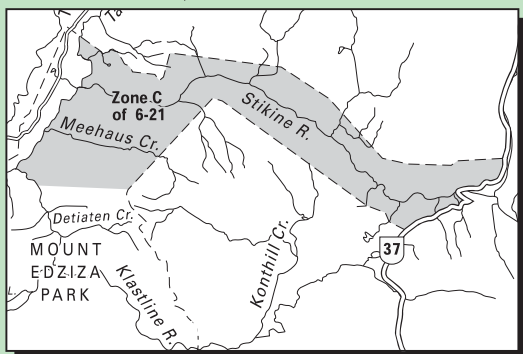 Zone C
of 6-21
Stikine R.
Meehaus Cr.
Detiaten Cr.
MOUNT
EDZIZA
PARK
Klastline R.
Konthill Cr.
37